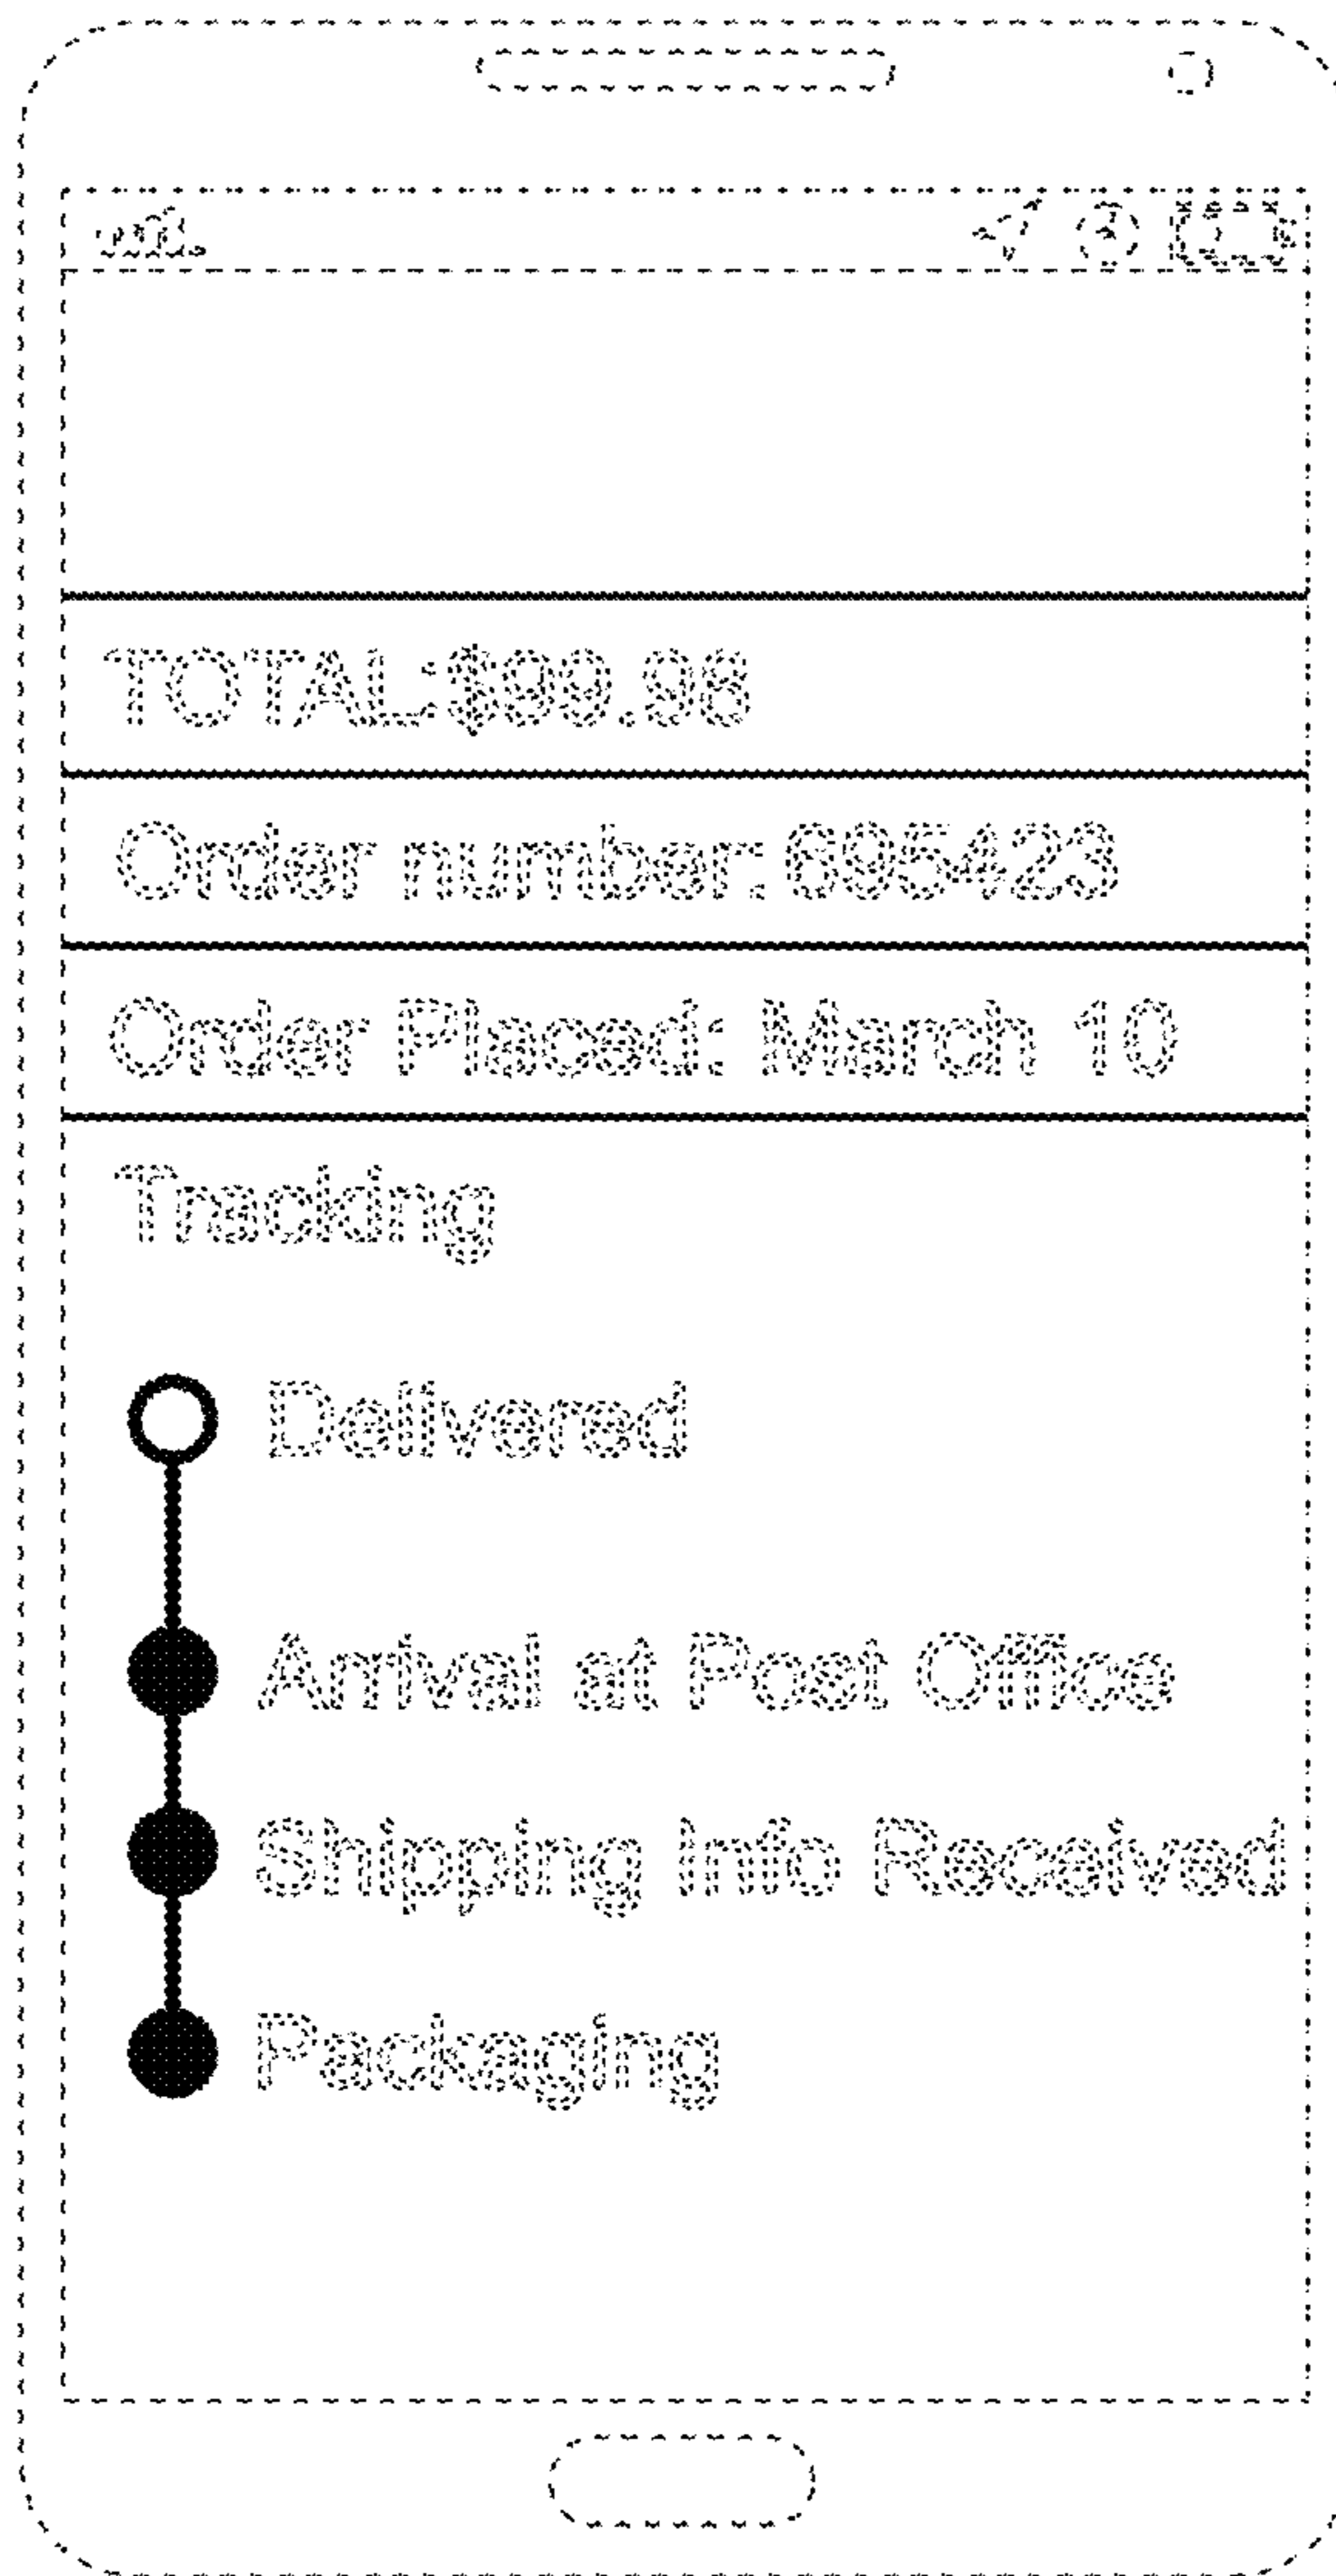 TOTAL:$99.98
Order number: 695423
Order Placed: March 10
Tracking
Delivered
Arrival at Post Office
Shipping Info Received
Packaging